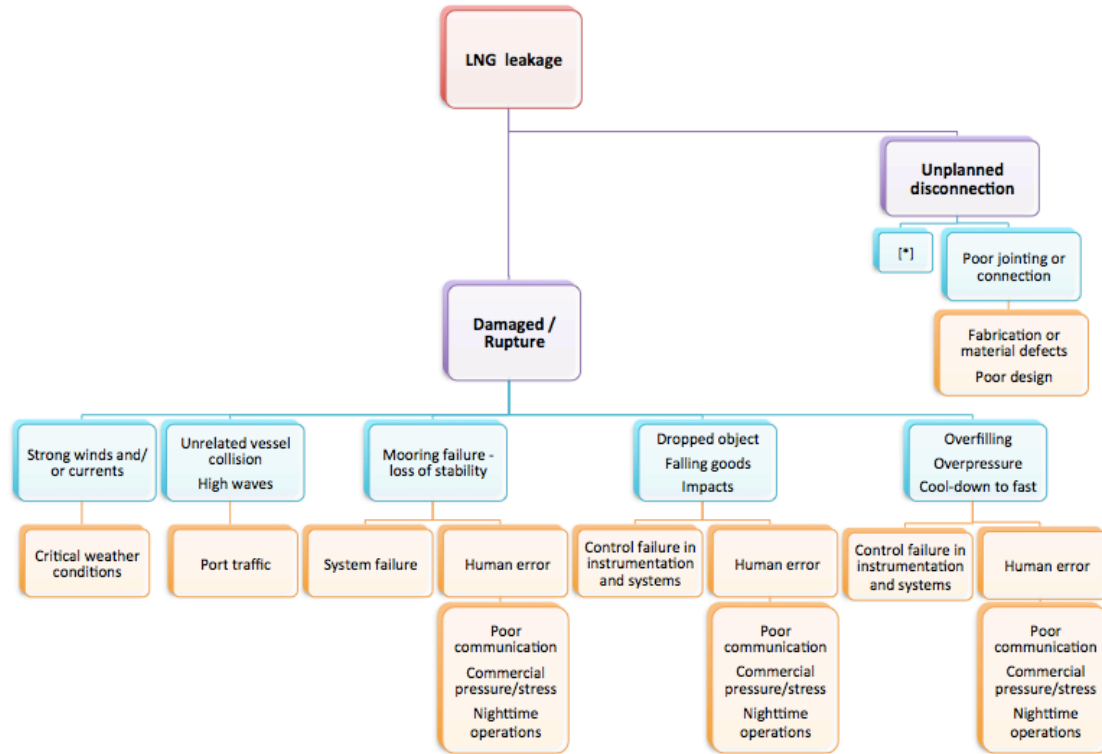 LNG leakage
Unplanned
disconnection
[*]
Poor jointing or
connection
Fabrication or
material defects
Poor design
Damaged /
Rupture
Strong winds and/
or currents
Unrelated vessel
collision
High waves
Mooring failure -
loss of stability
Dropped object
Falling goods
Impacts
Overfilling
Overpressure
Cool-down to fast
Critical weather
conditions
Port traffic
System failure
Human error
Control failure in
instrumentation
and systems
Human error
Control failure in
instrumentation
and systems
Human error
Poor
communication
Commercial
pressure/stress
Nighttime
operations
Poor
communication
Commercial
pressure/stress
Nighttime
operations
Poor
communication
Commercial
pressure/stress
Nighttime
operations